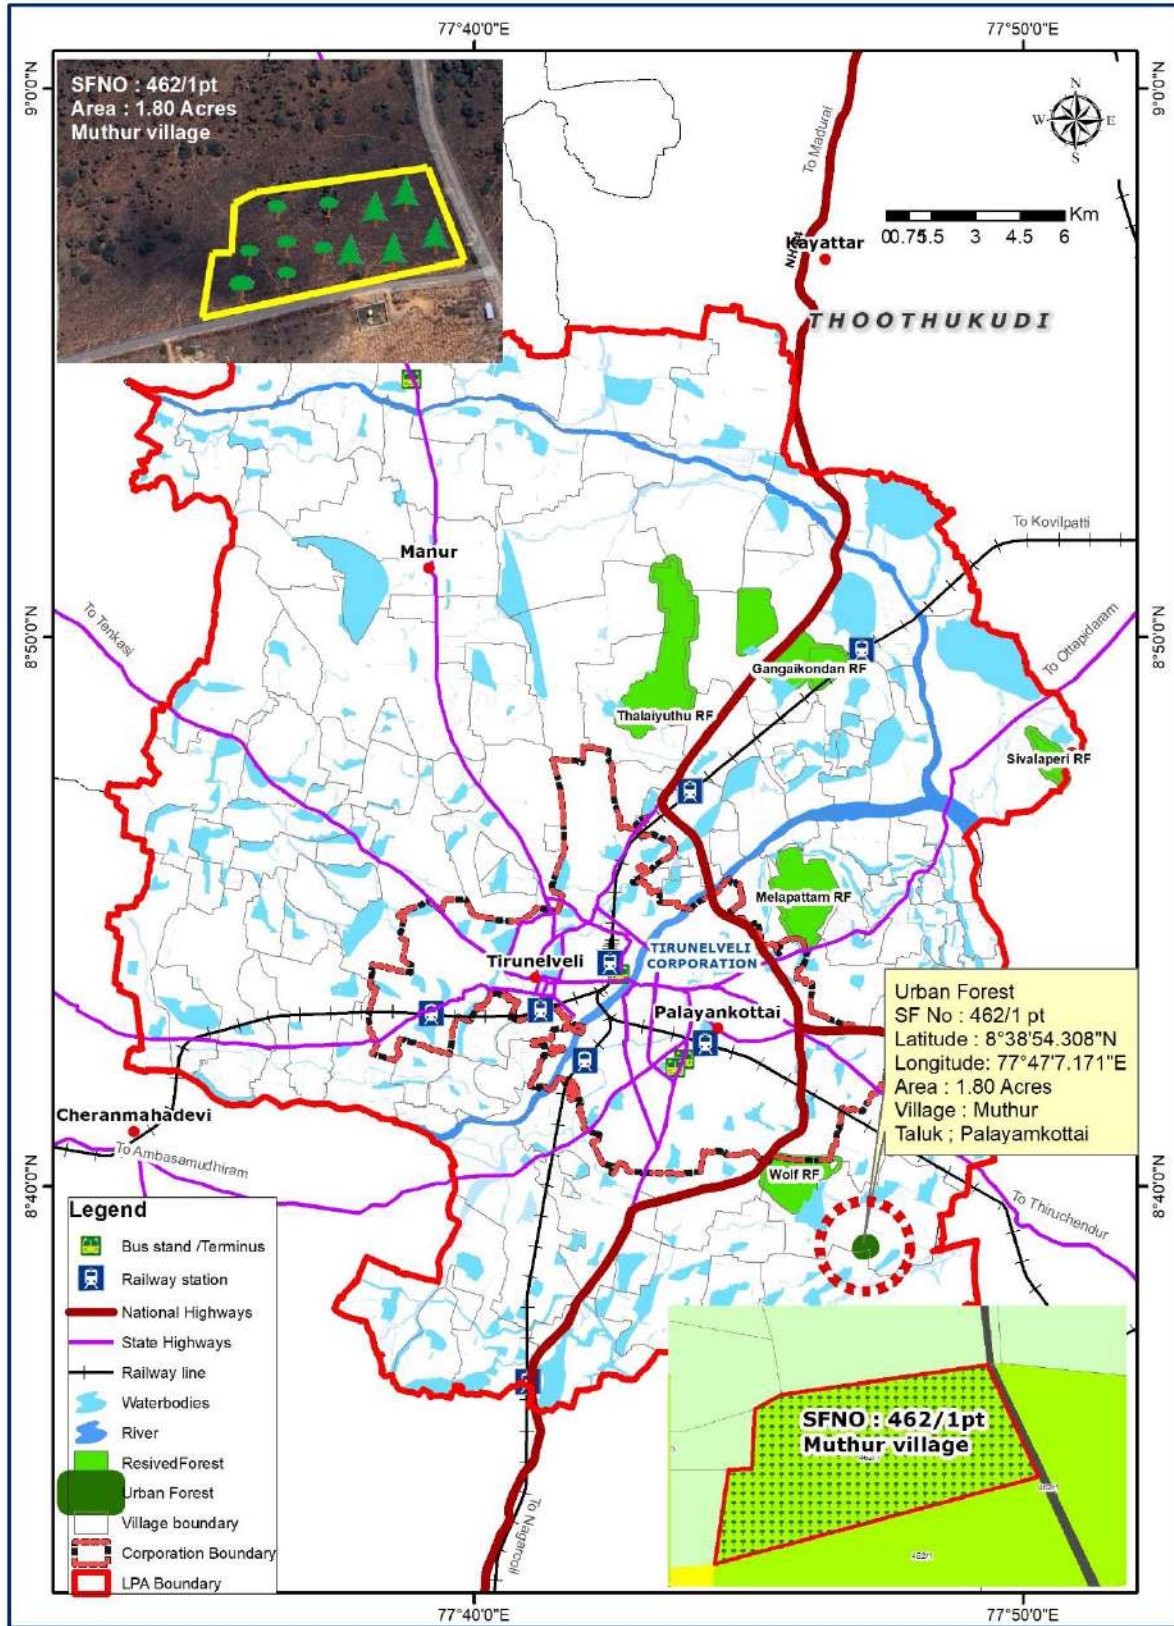 77°40'0"E
77°50'0"E
9°0'0"N
9°0'0"N
SFNO : 462/1pt
Area : 1.80 Acres
Muthur village
To Madurai
N
W
E
S
Km
3
4.5
6
Kayattar
THOOTHUKUDI
To Kovilpatti
Manur
To Tenkasi
8°50'0"N
8°50'0"N
To Ottapidaram
Gangaikondan RF
Thalaiyuthu RF
Sivalaperi RF
Melapattam RF
TIRUNELVELI
CORPORATION
Tirunelveli
Palayankottai
Urban Forest
SF No : 462/1 pt
Latitude : 8°38'54.308"N
Longitude: 77°47'7.171"E
Area : 1.80 Acres
Village : Muthur
Taluk ; Palayamkottai
Cheranmahadevi
To Ambasamudhiram
8°40'0"N
8°40'0"N
Wolf RF
To Thiruchendur
Legend
Bus stand /Terminus
Railway station
National Highways
State Highways
Railway line
Waterbodies
River
ResivedForest
Urban Forest
Village boundary
Corporation Boundary
LPA Boundary
To Nagarcoil
SFNO : 462/1pt
Muthur village
462/1
462/1
77°40'0"E
77°50'0"E